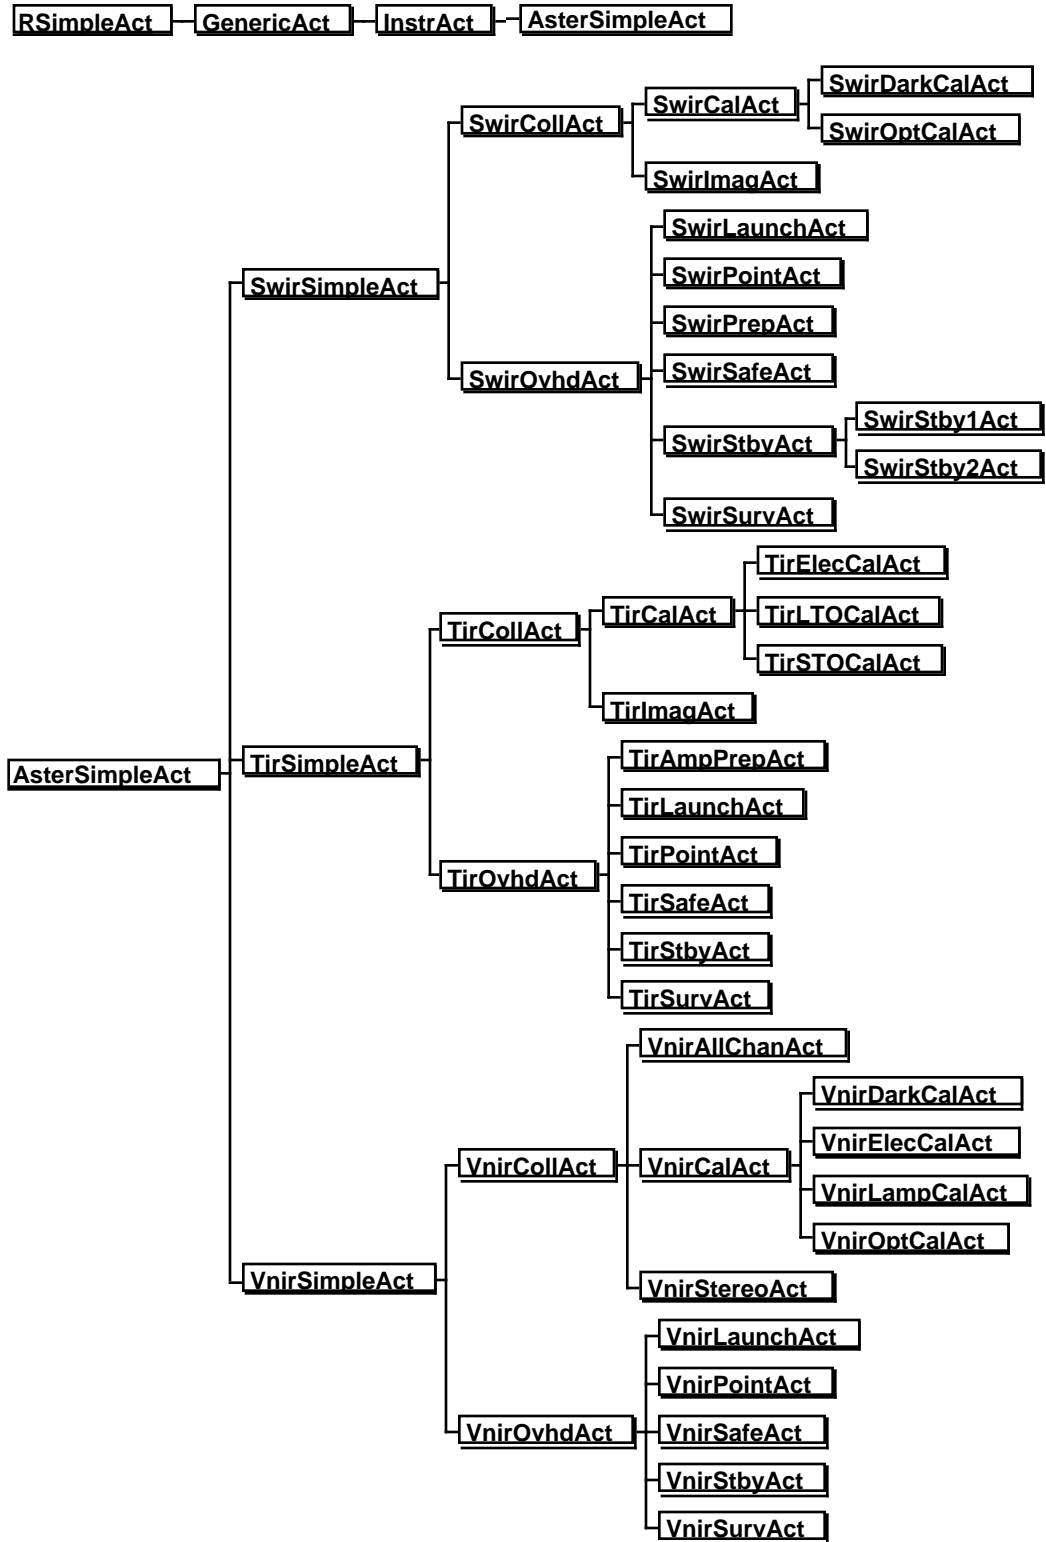 RSimpleAct GenericAct InstrAct AsterSimpleAct
SwirDarkCalAct
SwirCalAct
SwirCollAct
SwirOptCalAct
SwirImagAct
SwirLaunchAct
SwirPointAct
SwirSimpleAct
SwirPrepAct
SwirSafeAct
SwirOvhdAct
SwirStby1Act
SwirStbyAct
SwirStby2Act
SwirSurvAct
TirElecCalAct
TirCalAct
TirLTOCalAct
TirCollAct
TirSTOCalAct
TirImagAct
TirAmpPrepAct
TirSimpleAct
AsterSimpleAct
TirLaunchAct
TirPointAct
TirOvhdAct
TirSafeAct
TirStbyAct
TirSurvAct
VnirAllChanAct
VnirDarkCalAct
VnirElecCalAct
VnirCollAct
VnirCalAct
VnirLampCalAct
VnirOptCalAct
VnirSimpleAct
VnirStereoAct
VnirLaunchAct
VnirPointAct
VnirOvhdAct
VnirSafeAct
VnirStbyAct
VnirSurvAct